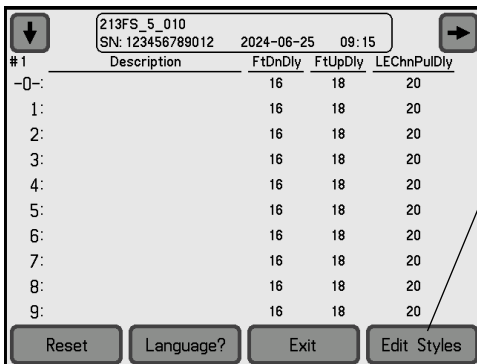 213FS_5_010
SN: 123456789012 2024-06-25 09:15
#1 Description FtDnDly FtUpDly LEChnPulDly
-0-: 16 18 20
1: 16 18 20
2: 16 18 20
3: 16 18 20
4: 16 18 20
5: 16 18 20
6: 16 18 20
7: 16 18 20
8: 16 18 20
9: 16 18 20
Reset Language? Exit Edit Styles